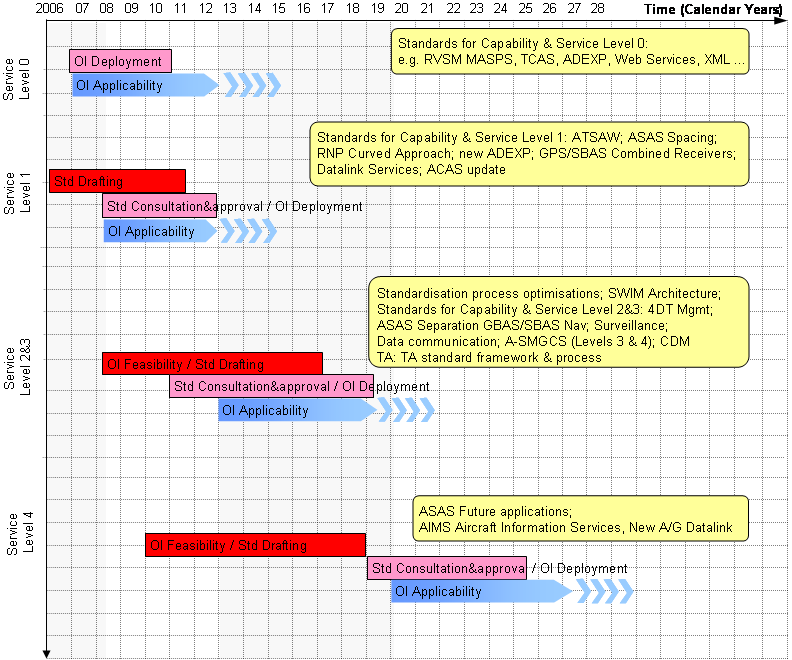 2006 07 08 09 10 11 12 13 14 15 16 17 18 19 20 21 22 23 24 25 26 27 28 Time (Calendar Years)
Service
Level 0
OI Deployment
OI Applicability
Standards for Capability & Service Level 0:
e.g. RVSM MASPS, TCAS, ADEXP, Web Services, XML ...
Service
Level 1
Standards for Capability & Service Level 1: ATSAW; ASAS Spacing;
RNP Curved Approach; new ADEXP; GPS/SBAS Combined Receivers;
Datalink Services; ACAS update
Std Drafting
Std Consultation&approval / OI Deployment
OI Applicability
Service
Level 2&3
Standardisation process optimisations; SWIM Architecture;
Standards for Capability & Service Level 2&3: 4DT Mgmt;
ASAS Separation GBAS/SBAS Nav; Surveillance;
Data communication; A-SMGCS (Levels 3 & 4); CDM
TA: TA standard framework & process
OI Feasibility / Std Drafting
Std Consultation&approval / OI Deployment
OI Applicability
Service
Level 4
ASAS Future applications;
AIMS Aircraft Information Services, New A/G Datalink
OI Feasibility / Std Drafting
Std Consultation&approval / OI Deployment
OI Applicability